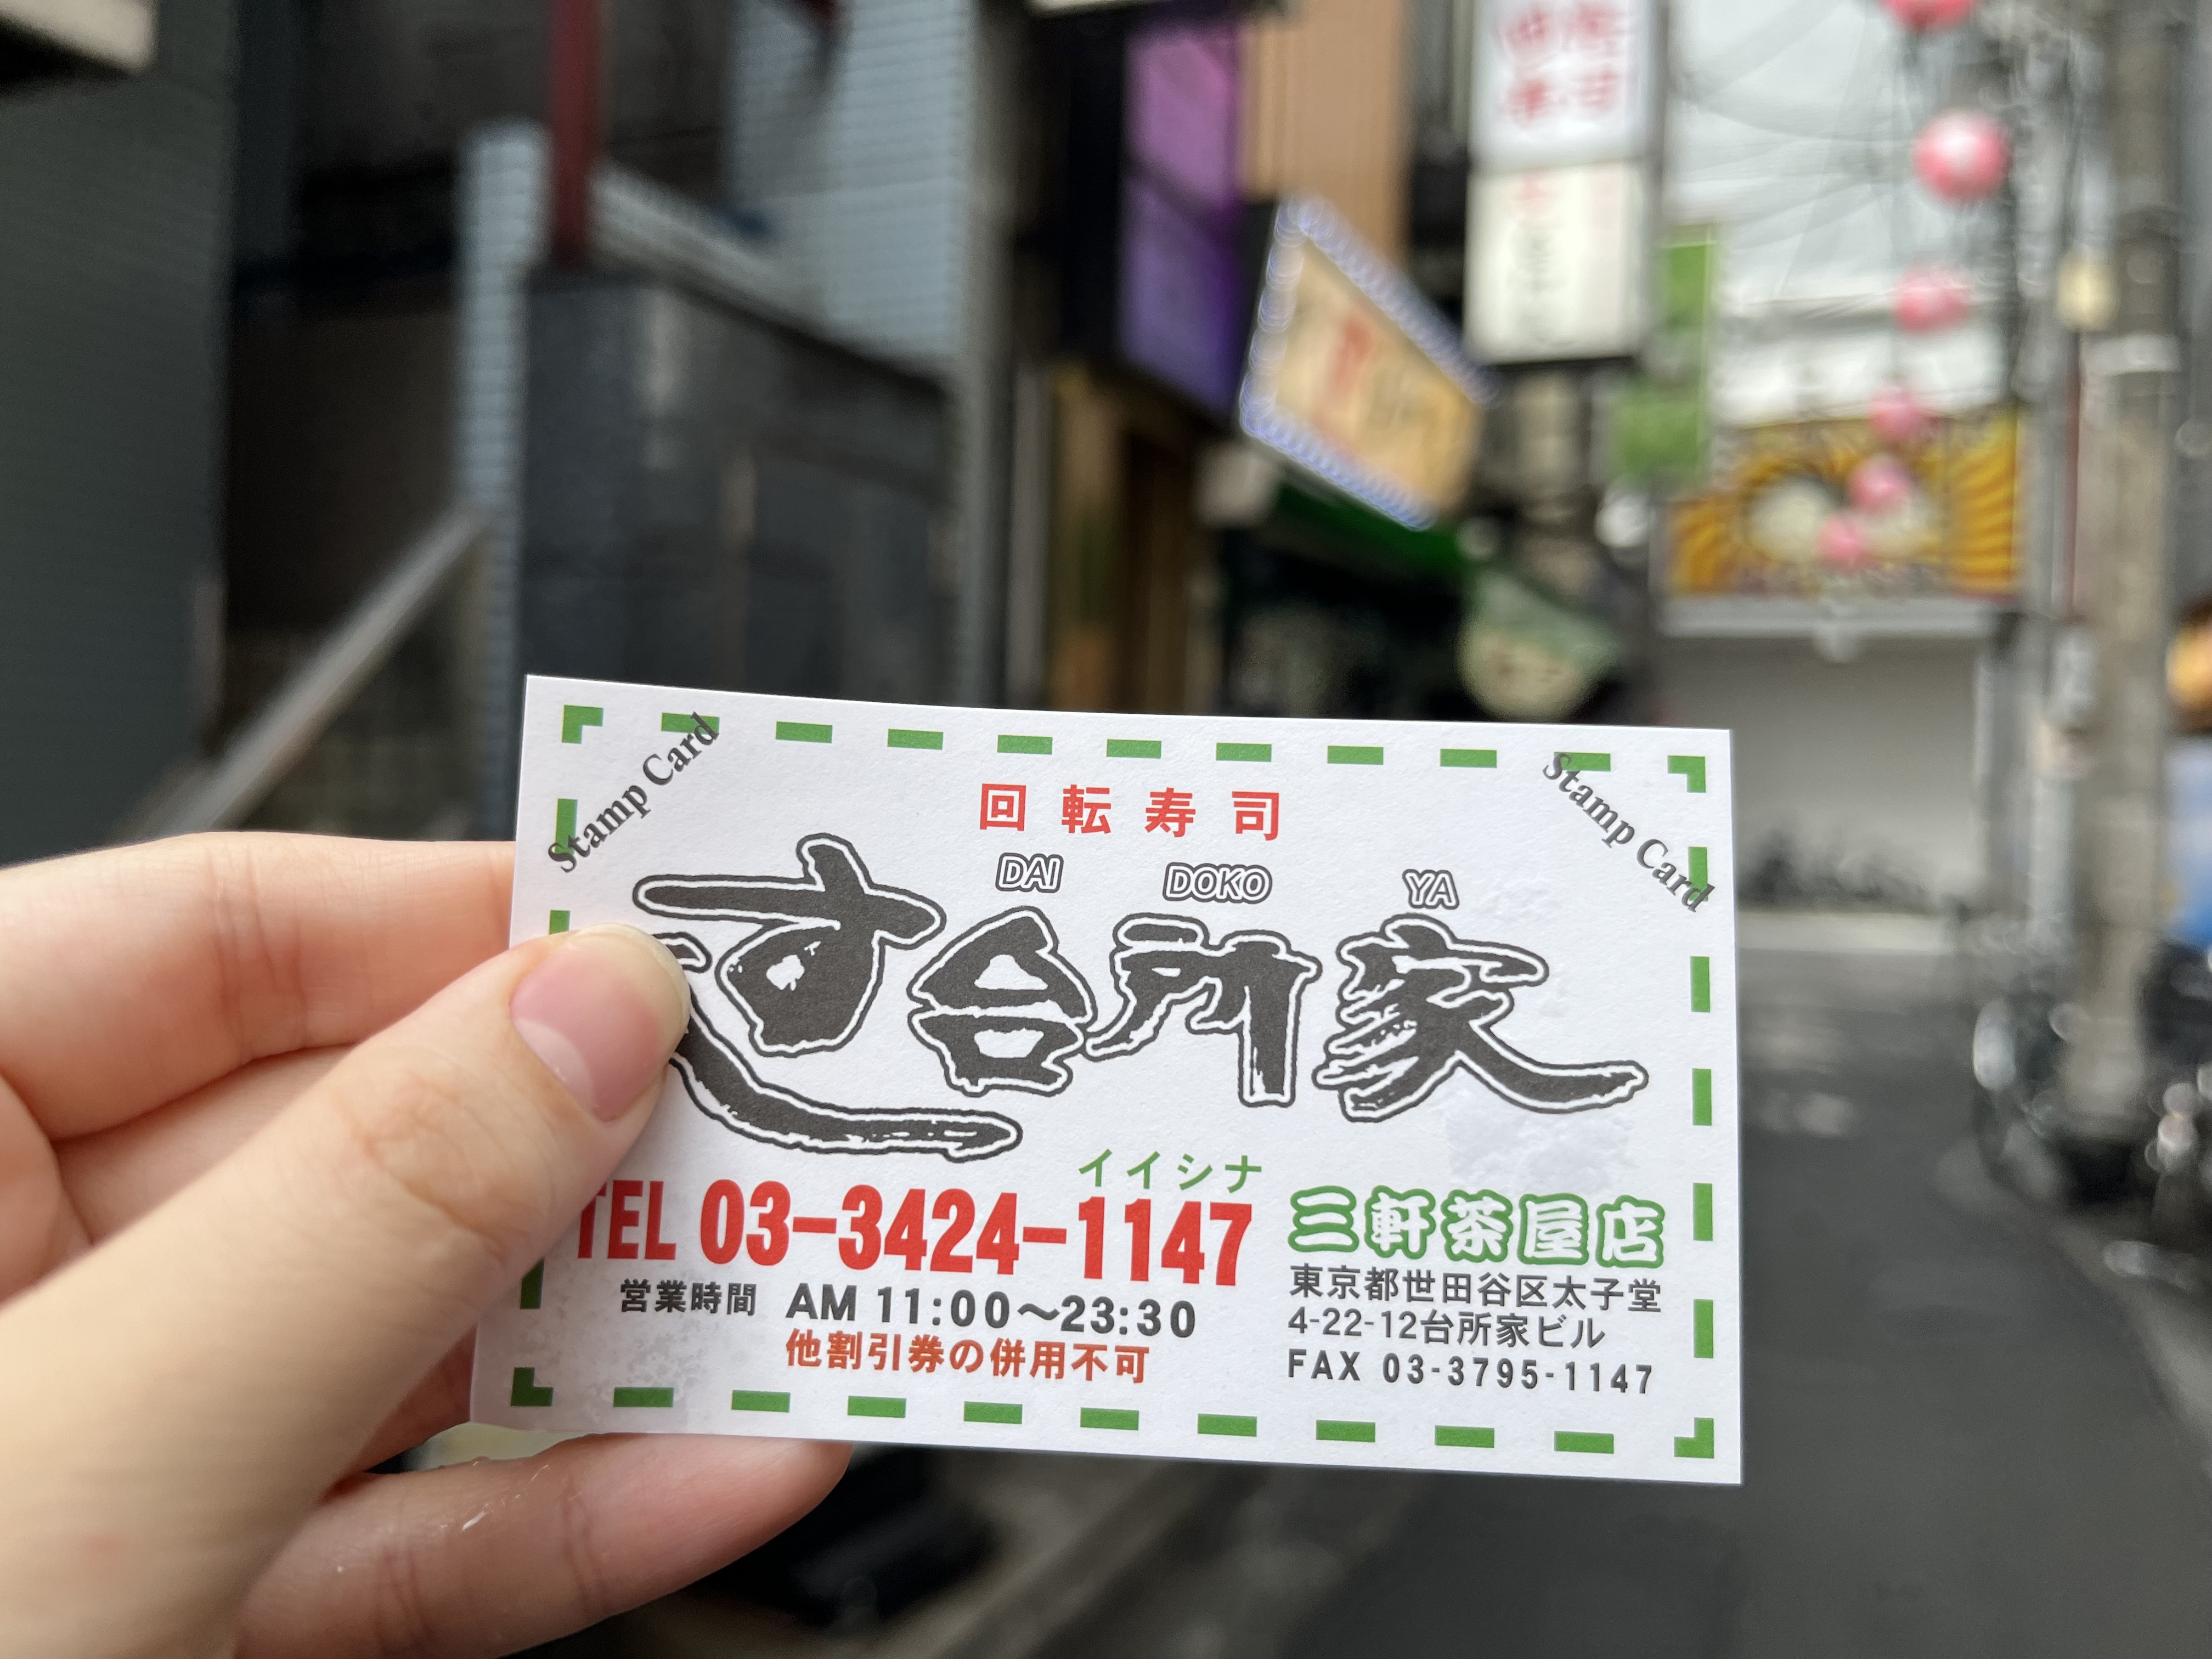 Stamp Card
Stamp Card
回転寿司
DAI DOKO YA
す台所家
イイシナ
TEL 03-3424-1147
営業時間 AM 11:00〜23:30
他割引券の併用不可
三軒茶屋店
東京都世田谷区太子堂
4-22-12台所家ビル
FAX 03-3795-1147